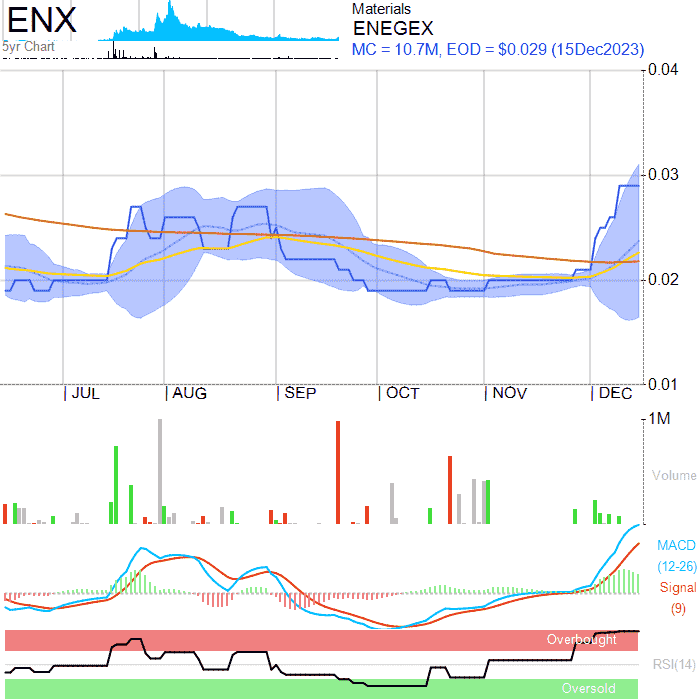 ENX
5yr Chart
Materials
ENEGEX
MC = 10.7M, EOD = $0.029 (15Dec2023)
0.04
0.03
0.02
0.01
JUL AUG SEP OCT NOV DEC
1M
Volume
MACD
(12-26)
Signal
(9)
Overbought
RSI(14)
Oversold